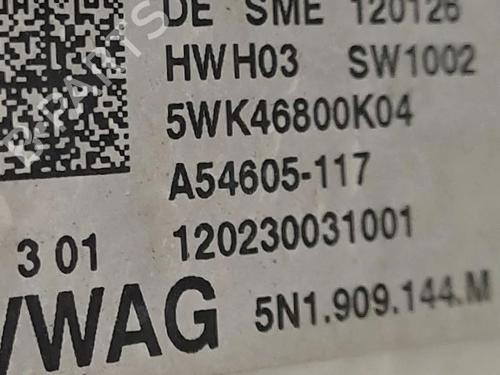 DE SME 120126
HWH03 SW1002
5WK46800K04
A54605-117
120230031001
3 01
VWAG 5N1.909.144.M